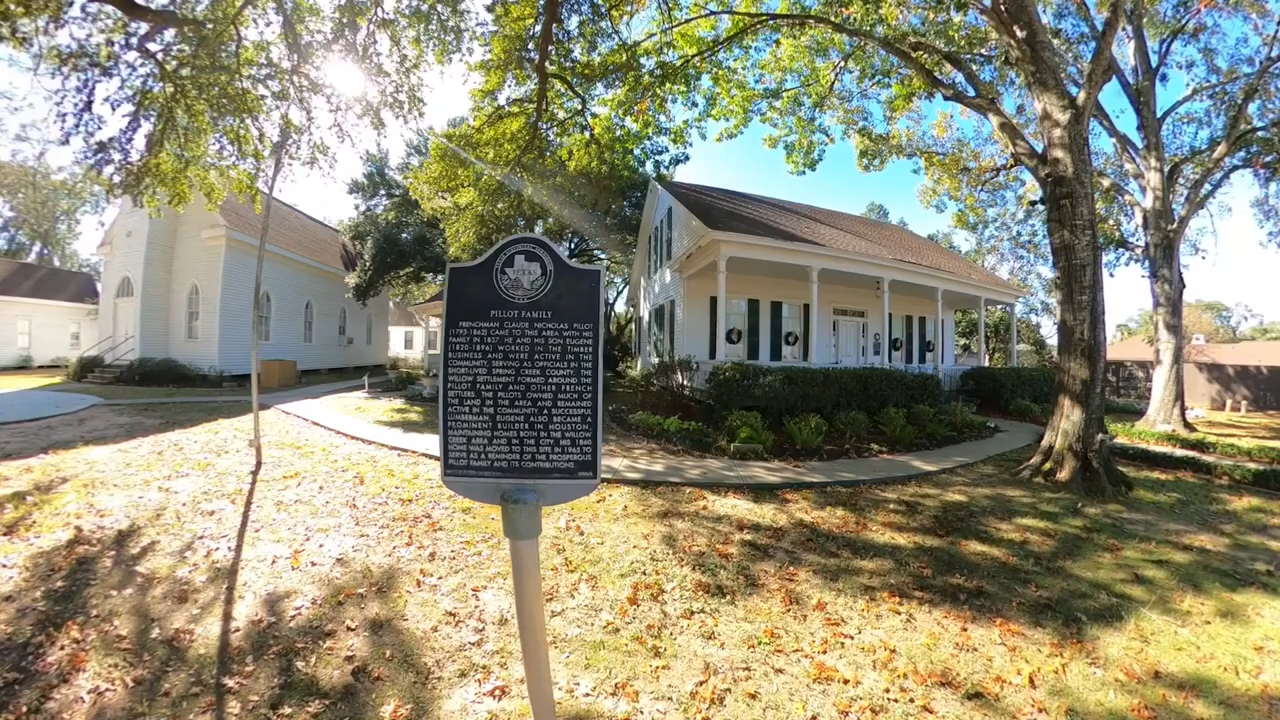 TEXAS
PILLOT FAMILY
FRENCHMAN CLAUDE NICHOLAS PILLOT
(1793-1862) CAME TO THIS AREA WITH HIS
FAMILY IN 1837. HE AND HIS SON EUGENE
(1820-1896) WORKED IN THE TIMBER
BUSINESS AND WERE ACTIVE IN THE
COMMUNITY, SERVING AS OFFICIALS IN THE
SHORT-LIVED SPRING CREEK COUNTY. THE
WILLOW SETTLEMENT FORMED AROUND THE
PILLOT FAMILY AND OTHER FRENCH
SETTLERS. THE PILLOTS OWNED MUCH OF
THE LAND IN THE AREA AND REMAINED
ACTIVE IN THE COMMUNITY. A SUCCESSFUL
LUMBERMAN, EUGENE ALSO BECAME A
PROMINENT BUILDER IN HOUSTON,
MAINTAINING HOMES BOTH IN THE WILLOW
CREEK AREA AND IN THE CITY. HIS 1860
HOME WAS MOVED TO THIS SITE IN 1965 TO
SERVE AS A REMINDER OF THE PROSPEROUS
PILLOT FAMILY AND ITS CONTRIBUTIONS.